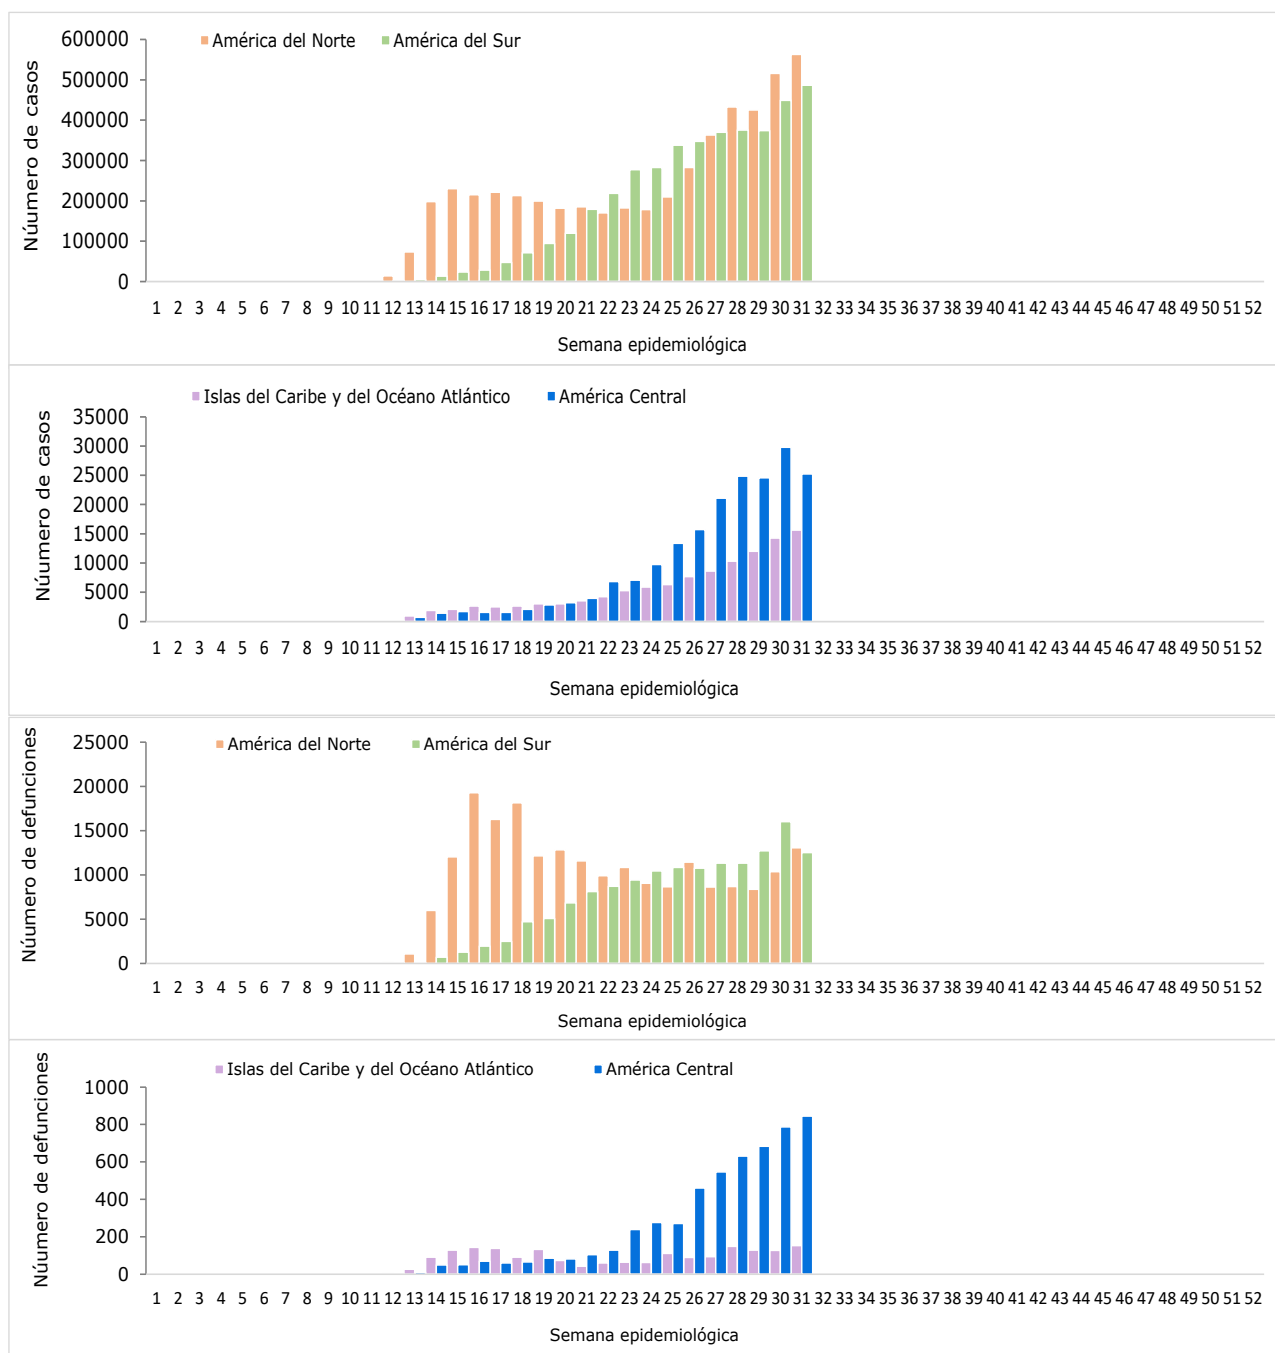 América del Norte América del Sur
Núumero de casos
600000
500000
400000
300000
200000
100000
0
1 2 3 4 5 6 7 8 9 10 11 12 13 14 15 16 17 18 19 20 21 22 23 24 25 26 27 28 29 30 31 32 33 34 35 36 37 38 39 40 41 42 43 44 45 46 47 48 49 50 51 52
Semana epidemiológica
Islas del Caribe y del Océano Atlántico América Central
Núumero de casos
35000
30000
25000
20000
15000
10000
5000
0
1 2 3 4 5 6 7 8 9 10 11 12 13 14 15 16 17 18 19 20 21 22 23 24 25 26 27 28 29 30 31 32 33 34 35 36 37 38 39 40 41 42 43 44 45 46 47 48 49 50 51 52
Semana epidemiológica
América del Norte América del Sur
Núumero de defunciones
25000
20000
15000
10000
5000
0
1 2 3 4 5 6 7 8 9 10 11 12 13 14 15 16 17 18 19 20 21 22 23 24 25 26 27 28 29 30 31 32 33 34 35 36 37 38 39 40 41 42 43 44 45 46 47 48 49 50 51 52
Semana epidemiológica
Islas del Caribe y del Océano Atlántico América Central
Núumero de defunciones
1000
800
600
400
200
0
1 2 3 4 5 6 7 8 9 10 11 12 13 14 15 16 17 18 19 20 21 22 23 24 25 26 27 28 29 30 31 32 33 34 35 36 37 38 39 40 41 42 43 44 45 46 47 48 49 50 51 52
Semana epidemiológica